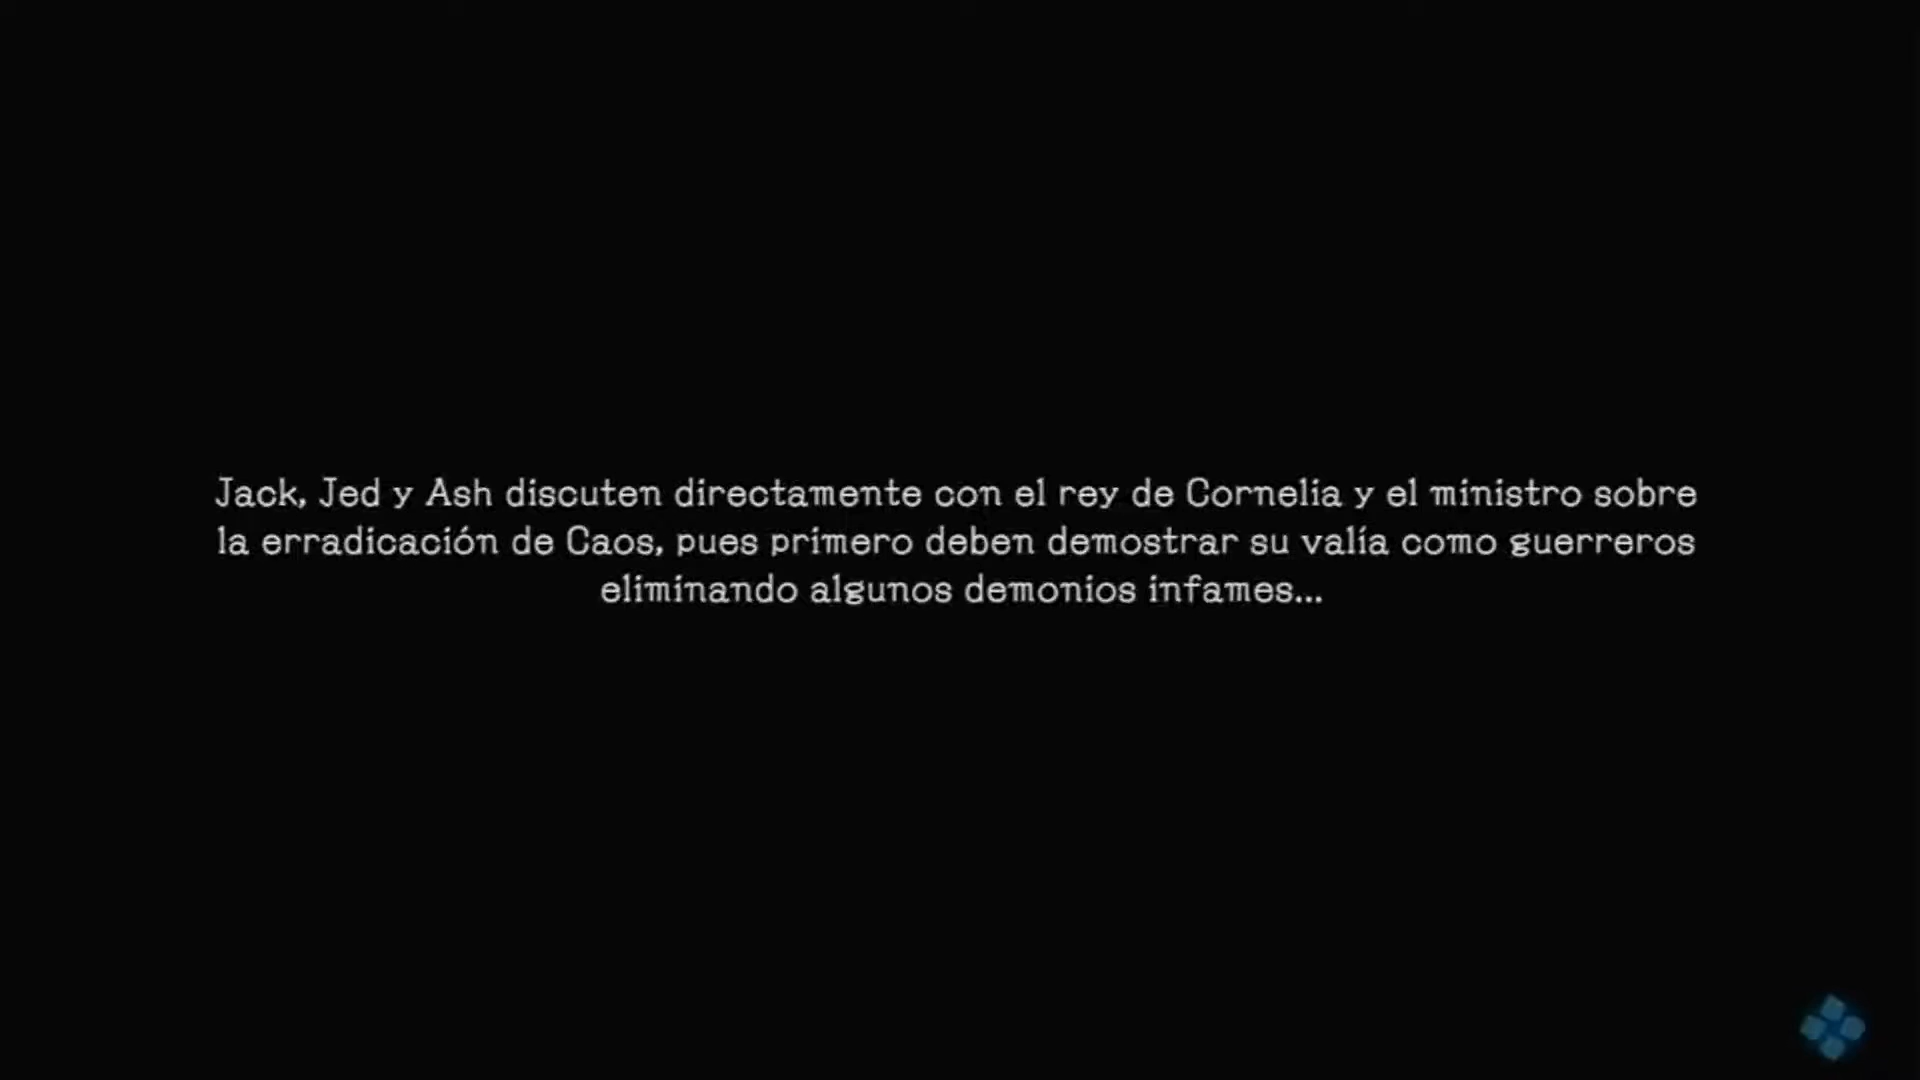 Jack, Jed y Ash discuten directamente con el rey de Cornelia y el ministro sobre
la erradicación de Caos, pues primero deben demostrar su valía como guerreros
eliminando algunos demonios infames...